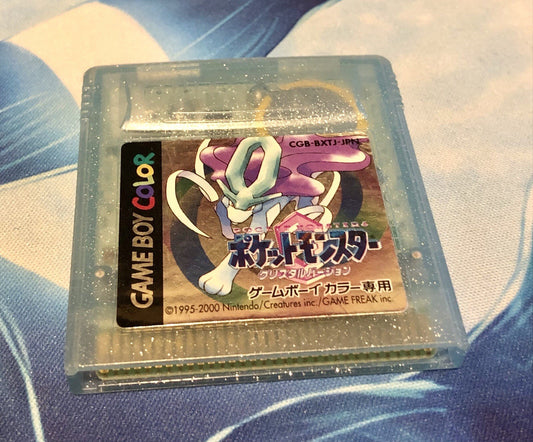 CGB-BXTJ-JPN
GAME BOY COLOR
ポケットモンスター
クリスタルバージョン
ゲームボーイカラー専用
©1995-2000 Nintendo/Creatures inc./GAME FREAK inc.